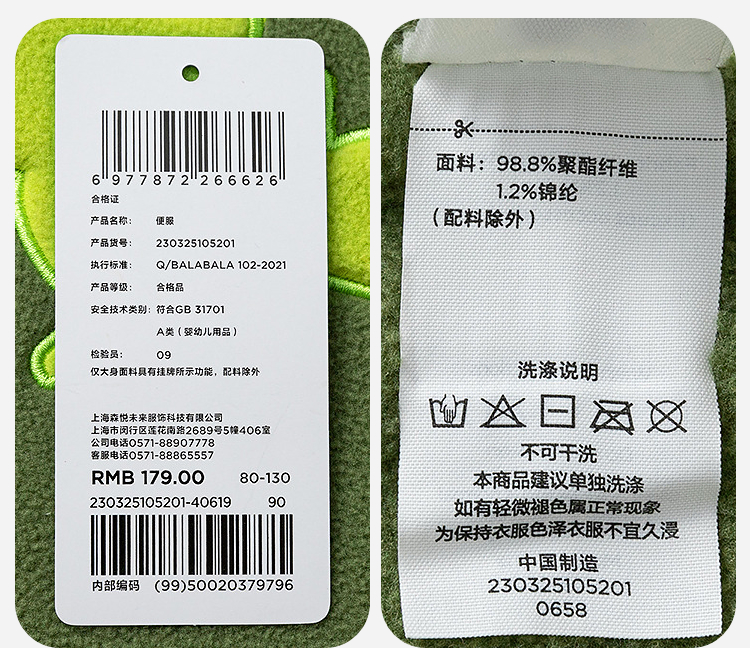 6 977872 266626
合格证
产品名称: 便服
产品货号: 230325105201
执行标准: Q/BALABALA 102-2021
产品等级: 合格品
安全技术类别: 符合GB 31701
A类（婴幼儿用品）
检验员: 09
仅大身面料具有挂牌所示功能，配料除外
上海森悦未来服饰科技有限公司
上海市闵行区莲花南路2689号5幢406室
公司电话0571-88907778
客服电话0571-88865557
RMB 179.00 80-130
230325105201-40619 90
内部编码 (99)50020379796
面料: 98.8%聚酯纤维
1.2%锦纶
（配料除外）
洗涤说明
不可干洗
本商品建议单独洗涤
如有轻微褪色属正常现象
为保持衣服色泽衣服不宜久浸
中国制造
230325105201
0658